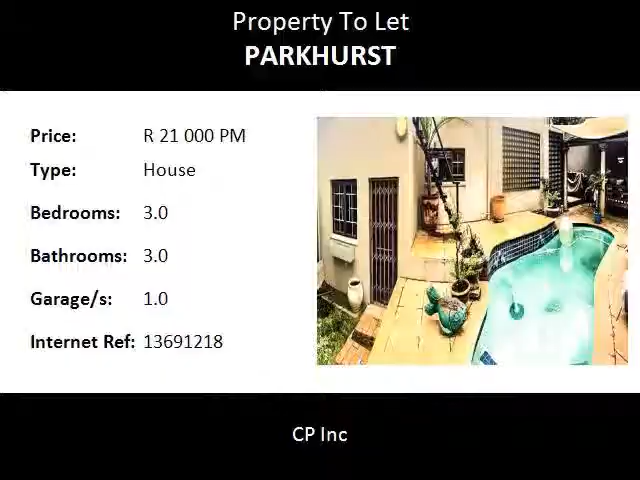 Property To Let
PARKHURST
Price: R 21 000 PM
Type: House
Bedrooms: 3.0
Bathrooms: 3.0
Garage/s: 1.0
Internet Ref: 13691218
CP Inc